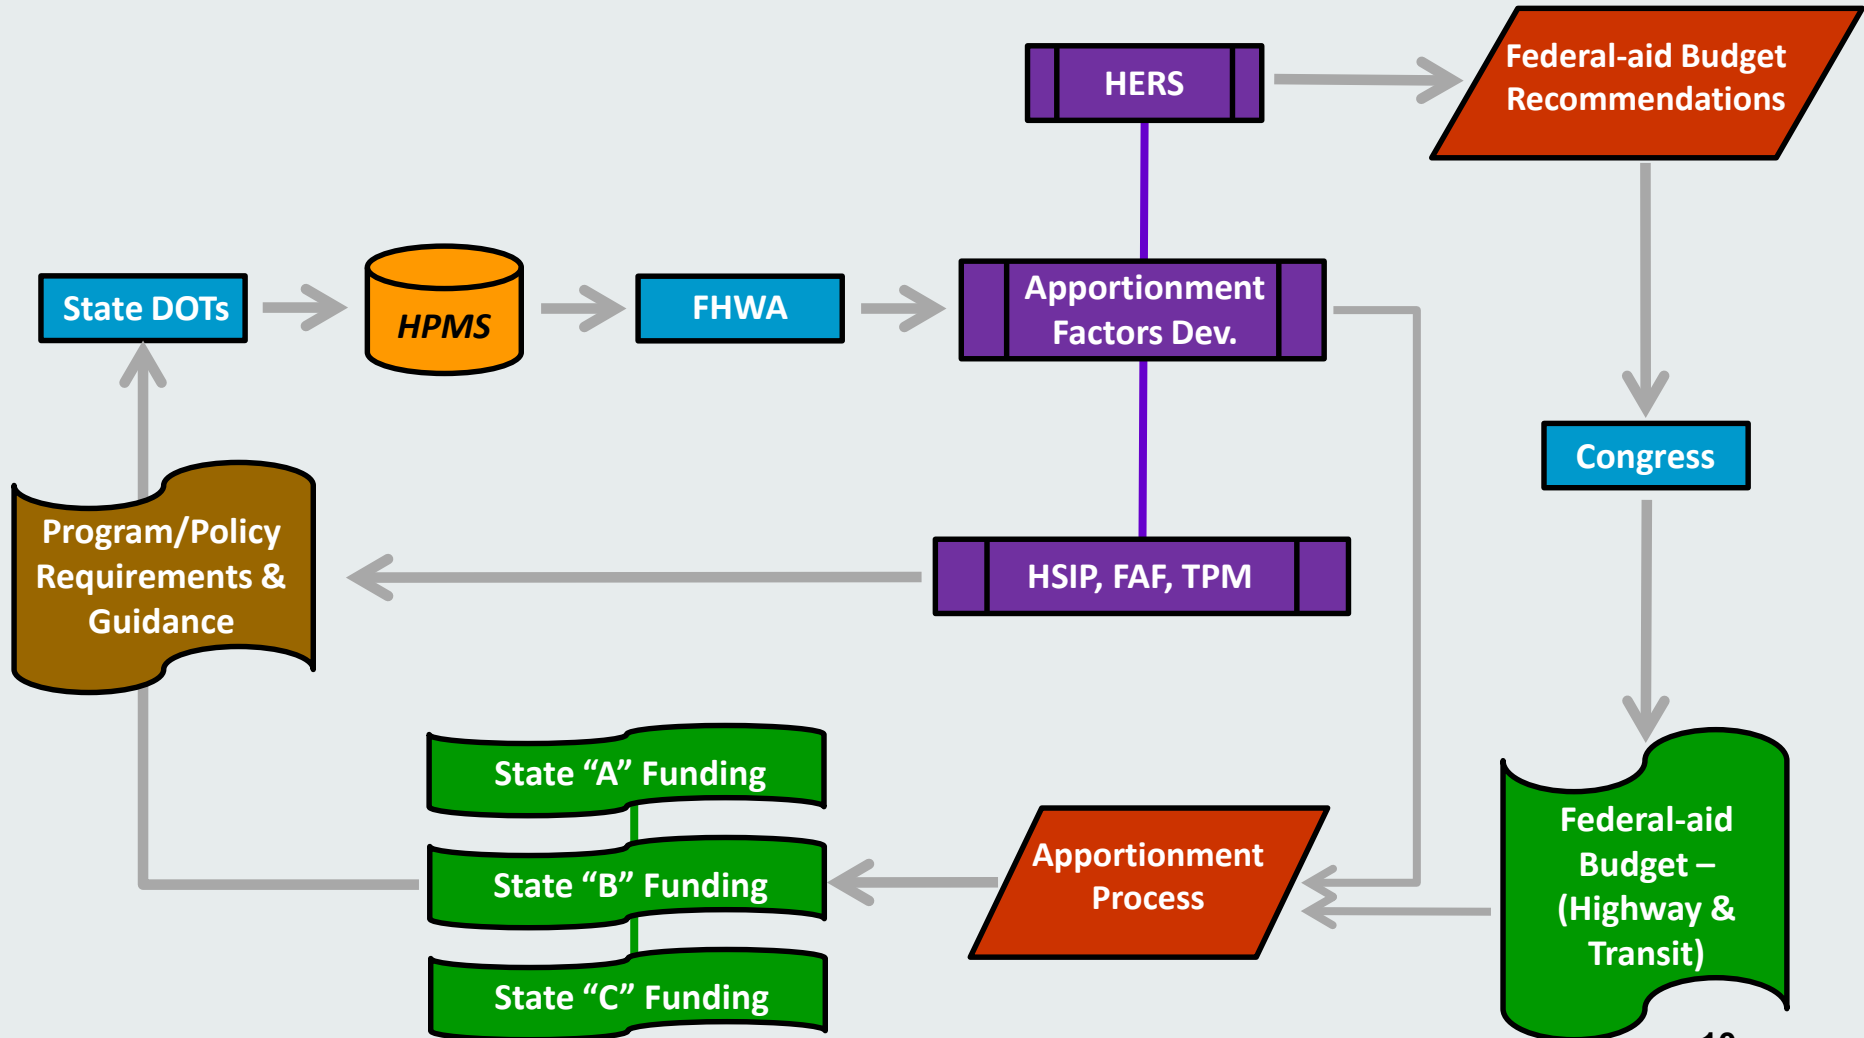 HERS
Federal-aid Budget
Recommendations
State DOTs
HPMS
FHWA
Apportionment
Factors Dev.
Congress
Program/Policy
Requirements &
Guidance
HSIP, FAF, TPM
State “A” Funding
State “B” Funding
State “C” Funding
Apportionment
Process
Federal-aid
Budget –
(Highway &
Transit)